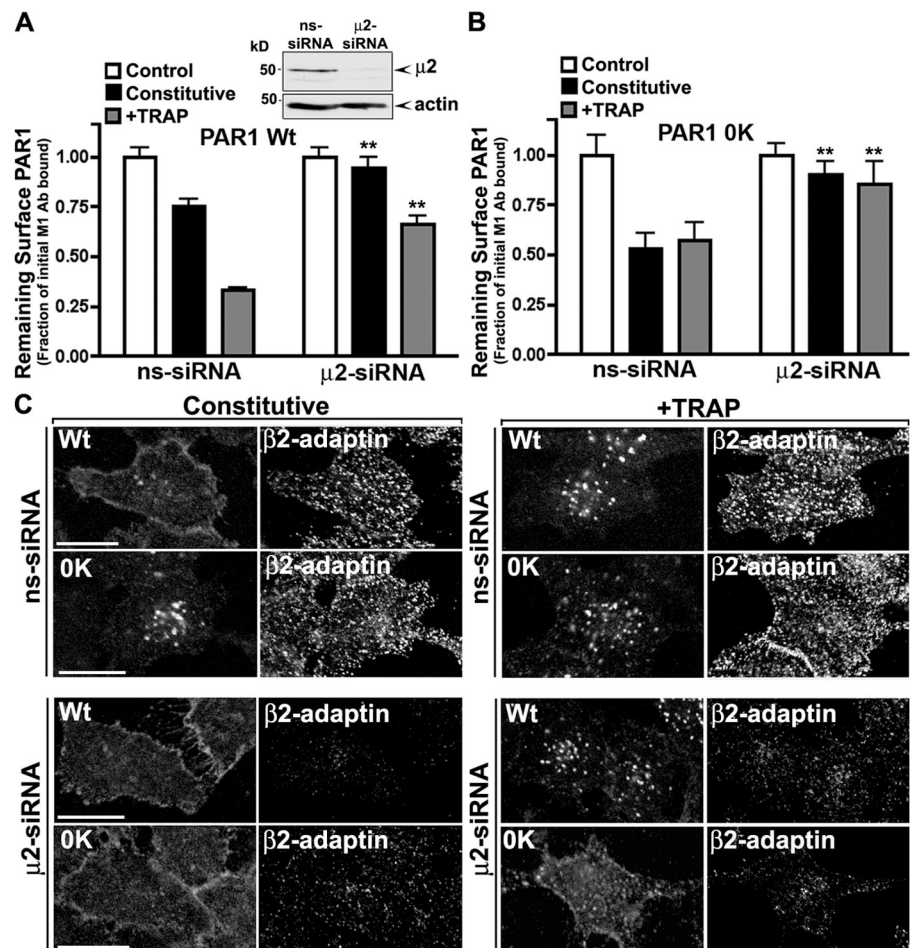 A
ns-
siRNA
μ2-
siRNA
kD
50
μ2
50
actin
Control
Constitutive
+TRAP
PAR1 Wt
Remaining Surface PAR1
(Fraction of initial M1 Ab bound)
1.00
0.75
0.50
0.25
0.00
**
**
ns-siRNA
μ2-siRNA
B
Control
Constitutive
+TRAP
PAR1 0K
Remaining Surface PAR1
(Fraction of initial M1 Ab bound)
1.00
0.75
0.50
0.25
0.00
**
**
ns-siRNA
μ2-siRNA
C
Constitutive
+TRAP
ns-siRNA
Wt
β2-adaptin
0K
β2-adaptin
ns-siRNA
Wt
β2-adaptin
0K
β2-adaptin
μ2-siRNA
Wt
β2-adaptin
0K
β2-adaptin
μ2-siRNA
Wt
β2-adaptin
0K
β2-adaptin